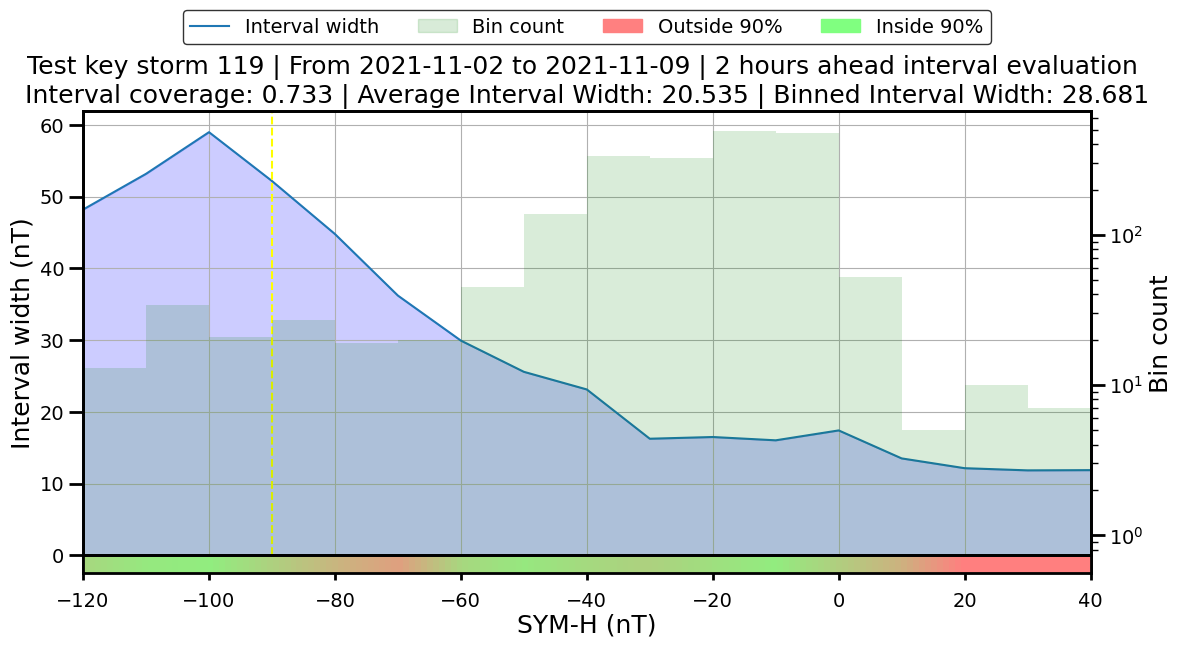 Interval width Bin count Outside 90% Inside 90%
Test key storm 119 | From 2021-11-02 to 2021-11-09 | 2 hours ahead interval evaluation
Interval coverage: 0.733 | Average Interval Width: 20.535 | Binned Interval Width: 28.681
Interval width (nT)
60
50
40
30
20
10
0
10²
10¹
10⁰
Bin count
−120 −100 −80 −60 −40 −20 0 20 40
SYM-H (nT)